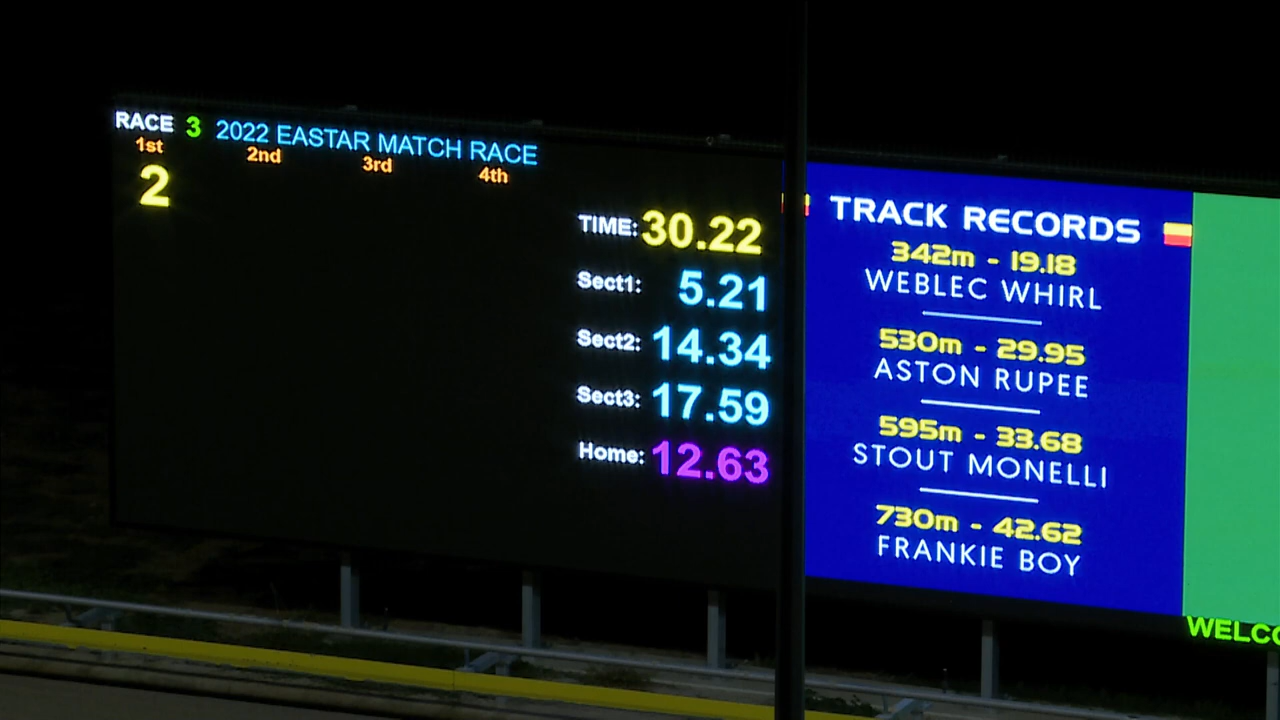 RACE 3 2022 EASTAR MATCH RACE
1st 2nd 3rd 4th
2
TIME: 30.22
Sect1: 5.21
Sect2: 14.34
Sect3: 17.59
Home: 12.63
TRACK RECORDS
342m - 19.18
WEBLEC WHIRL
530m - 29.95
ASTON RUPEE
595m - 33.68
STOUT MONELLI
730m - 42.62
FRANKIE BOY